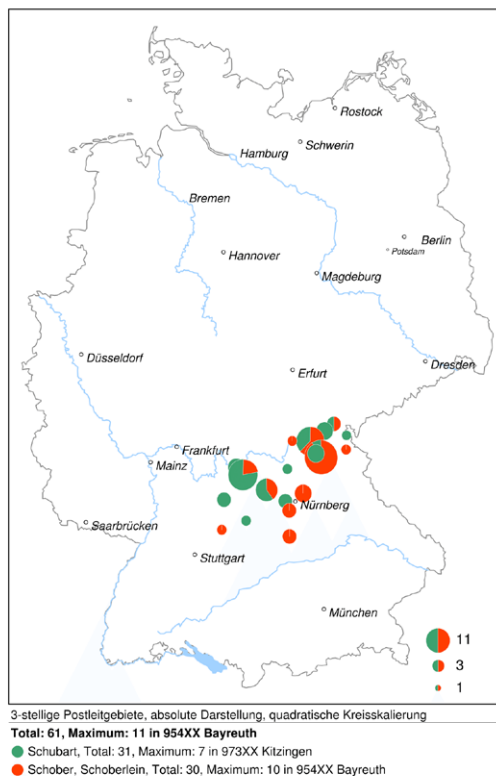 Rostock
Schwerin
Hamburg
Bremen
Berlin
Potsdam
Hannover
Magdeburg
Düsseldorf
Dresden
Erfurt
Frankfurt
Mainz
Nürnberg
Saarbrücken
Stuttgart
München
11
3
1
3-stellige Postleitgebiete, absolute Darstellung, quadratische Kreisskalierung
Total: 61, Maximum: 11 in 954XX Bayreuth
Schubart, Total: 31, Maximum: 7 in 973XX Kitzingen
Schober, Schoberlein, Total: 30, Maximum: 10 in 954XX Bayreuth